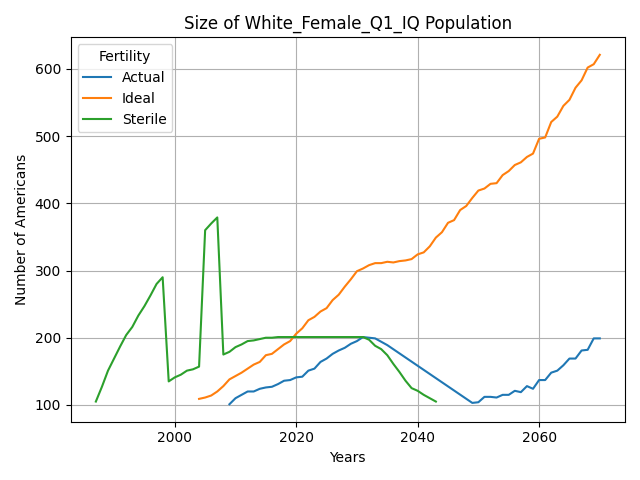 Size of White_Female_Q1_IQ Population
Fertility
Actual
Ideal
Sterile
Number of Americans
600
500
400
300
200
100
2000
2020
2040
2060
Years